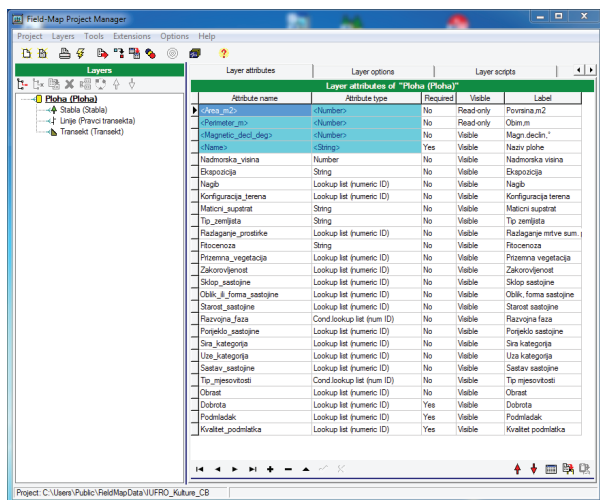 Field-Map Project Manager
Project Layers Tools Extensions Options Help
Layers
Ploha (Ploha)
Stabla (Stabla)
Linije (Pravci transekta)
Transekt (Transekt)
Layer attributes Layer options Layer scripts
Layer attributes of "Ploha (Ploha)"
Attribute name Attribute type Required Visible Label
<Area_m2> <Number> No Read-only Povrsina,m2
<Perimeter_m> <Number> No Read-only Obim,m
<Magnetic_decl_deg> <Number> No Visible Magn.declin,°
<Name> <String> Yes Visible Naziv plohe
Nadmorska_visina Number No Visible Nadmorska visina
Ekspozicija String No Visible Ekspozicija
Nagib Lookup list (numeric ID) No Visible Nagib
Konfiguracija_terena Lookup list (numeric ID) No Visible Konfiguracija terena
Maticni_supstrat String No Visible Maticni supstrat
Tip_zemljista String No Visible Tip zemljista
Razlaganje_prostirke Lookup list (numeric ID) No Visible Razlaganje mrtve sum.
Fitocenoza String No Visible Fitocenoza
Prizemna_vegetacija Lookup list (numeric ID) No Visible Prizemna vegetacija
Zakorovljenost Lookup list (numeric ID) No Visible Zakorovljenost
Sklop_sastojine Lookup list (numeric ID) No Visible Sklop sastojine
Oblik_ili_forma_sastojine Lookup list (numeric ID) No Visible Oblik, forma sastojine
Starost_sastojine Lookup list (numeric ID) No Visible Starost sastojine
Razvojna_faza Cond.lookup list (num ID) No Visible Razvojna faza
Porijeklo_sastojine Lookup list (numeric ID) No Visible Porijeklo sastojine
Sira_kategorija Lookup list (numeric ID) No Visible Sira kategorija
Uze_kategorija Lookup list (numeric ID) No Visible Uza kategorija
Sastav_sastojine Lookup list (numeric ID) No Visible Sastav sastojine
Tip_mjesovitosti Cond.lookup list (num ID) No Visible Tip mjesovitosti
Obrast Lookup list (numeric ID) No Visible Obrast
Dobrota Lookup list (numeric ID) Yes Visible Dobrota
Podmladak Lookup list (numeric ID) Yes Visible Podmladak
Kvalitet_podmlatka Lookup list (numeric ID) Yes Visible Kvalitet podmlatka
Project: C:\Users\Public\FieldMapData\IUFRO_Kulture_CB